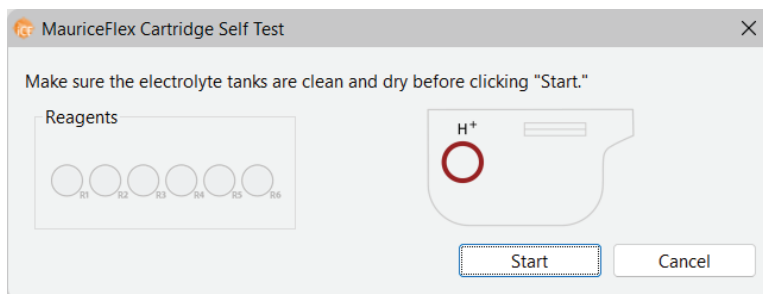 iCE MauriceFlex Cartridge Self Test
Make sure the electrolyte tanks are clean and dry before clicking "Start."
Reagents
R1 R2 R3 R4 R5 R6
H+
Start Cancel